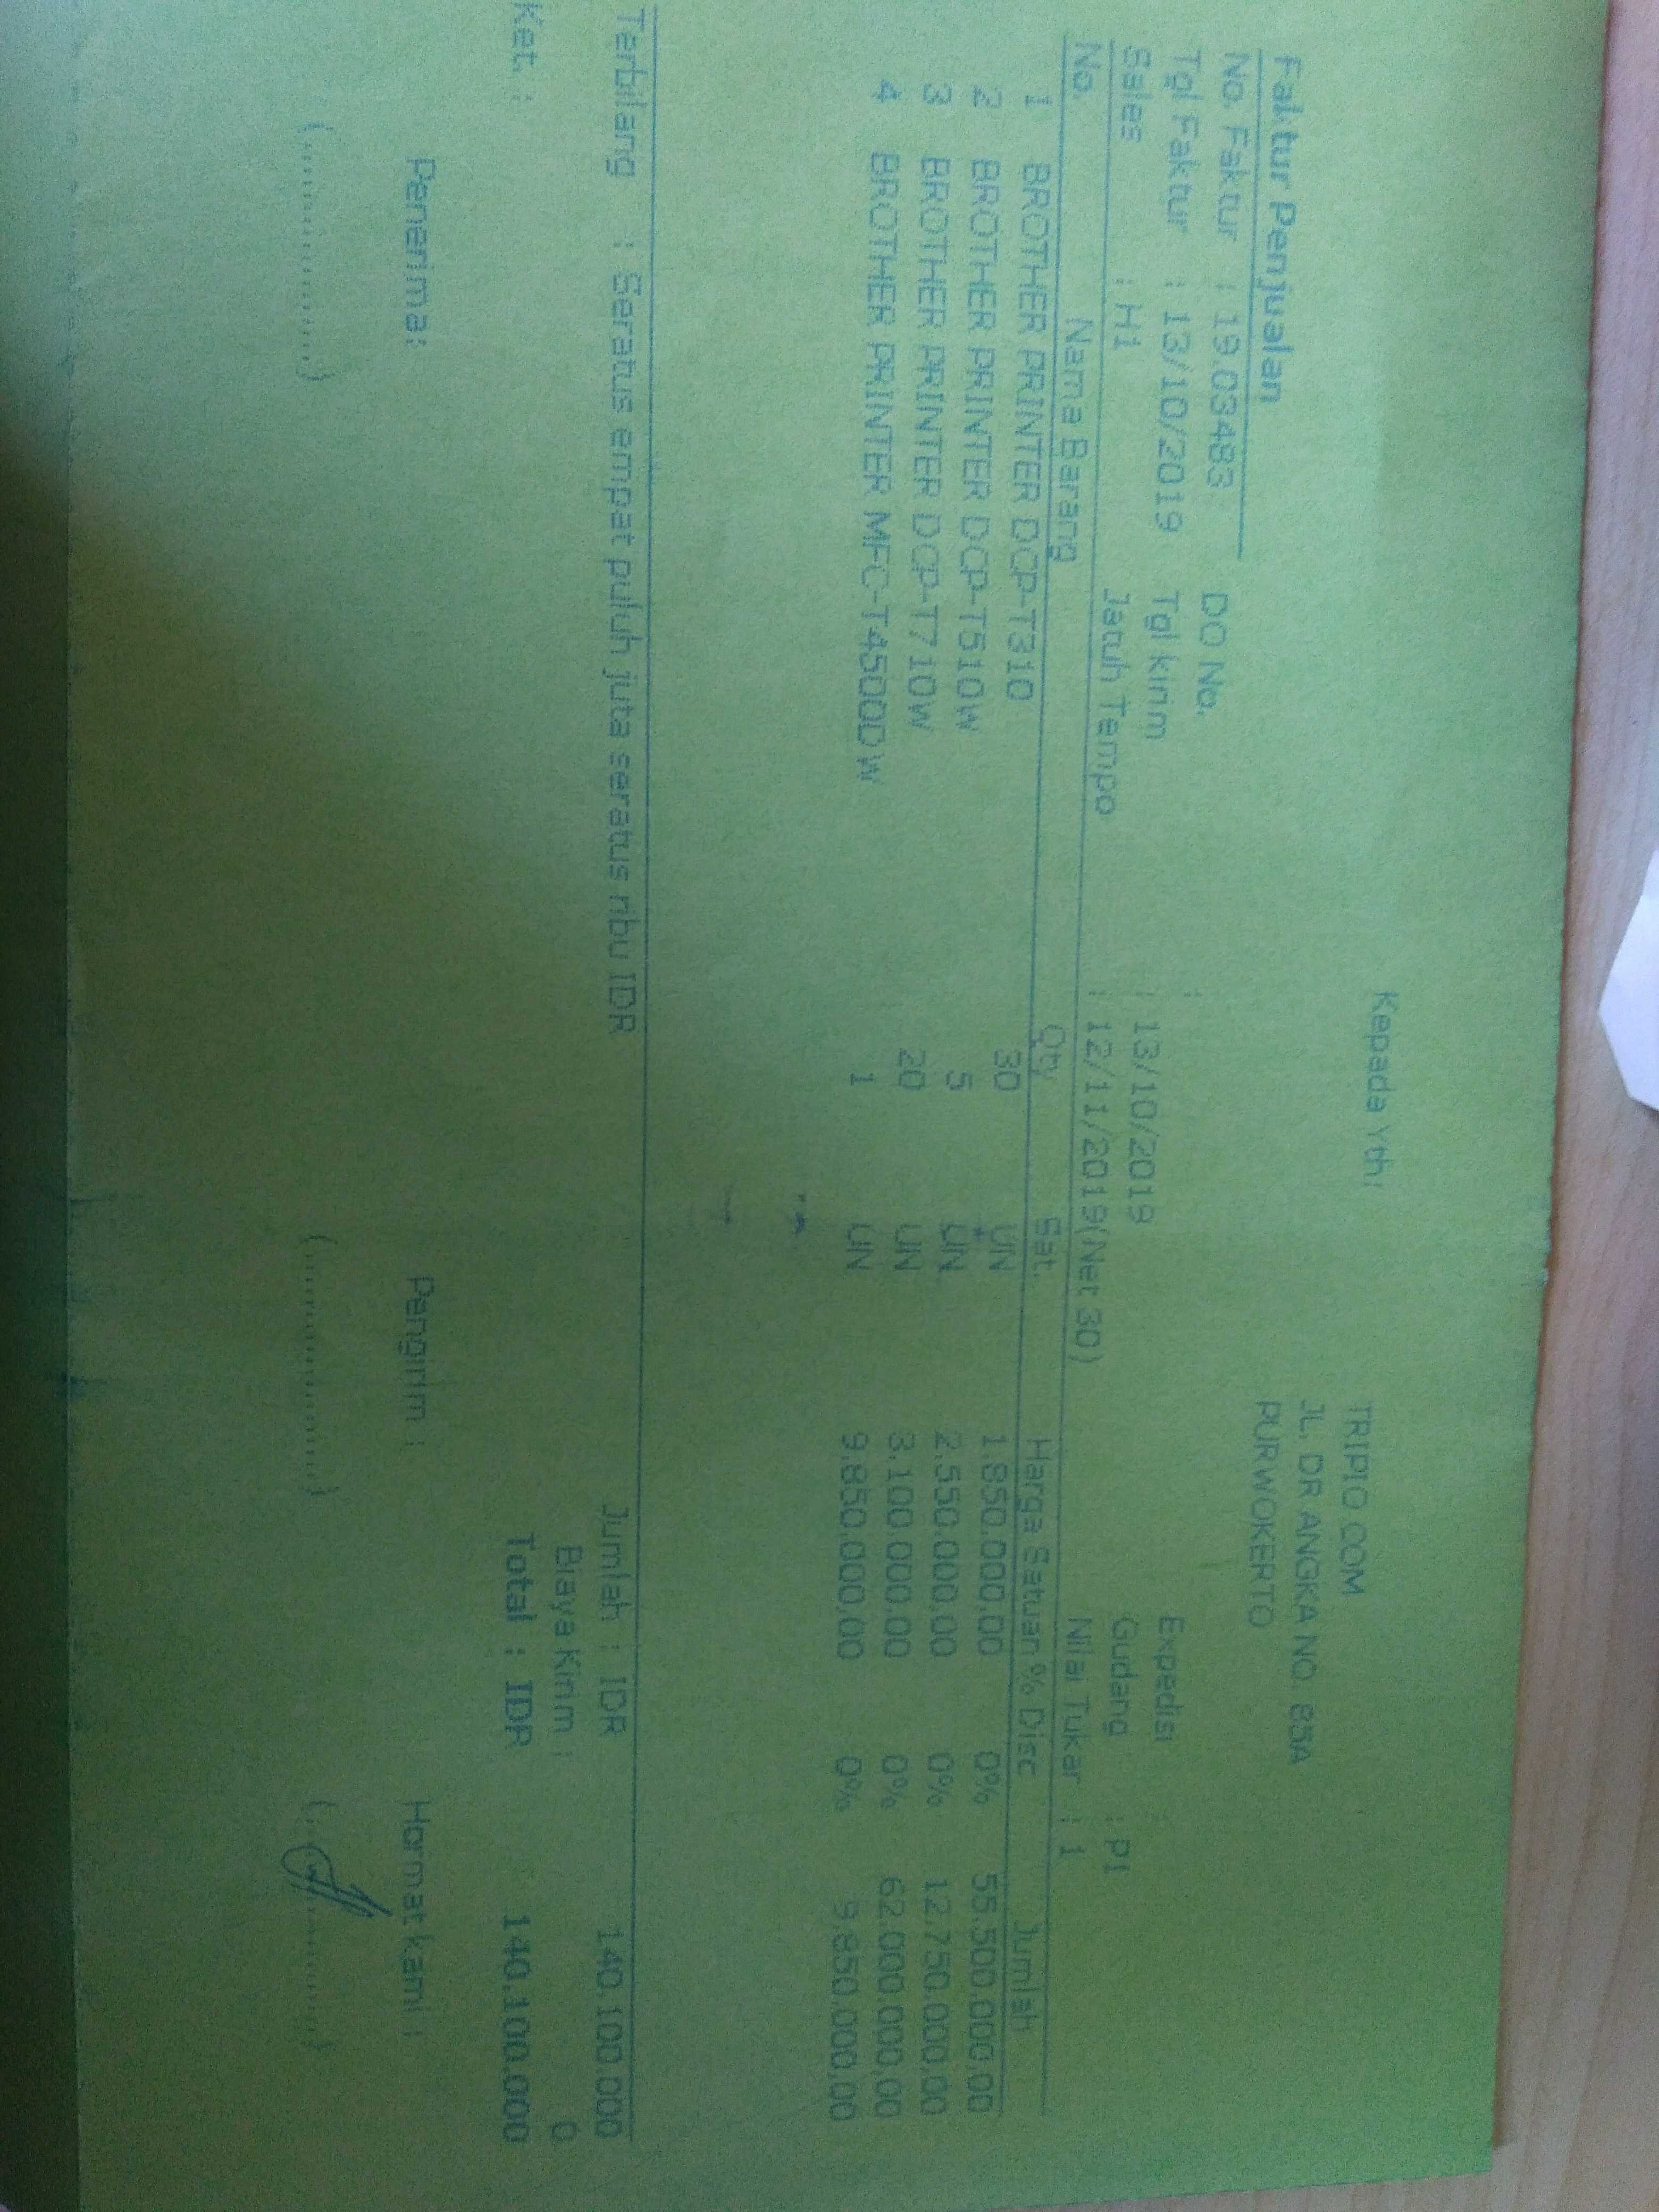 Kepada Yth:
TRIPIO COM
JL. DR ANGKA NO. 85A
PURWOKERTO
Faktur Penjualan
No Faktur : 19.03483 DO No. :
Tgl Faktur : 13/10/2019 Tgl kirim : 13/10/2019 Expedisi :
Sales : H1 Jatuh Tempo : 12/11/2019(Net 30) Gudang : P1
Nilai Tukar : 1
No. Nama Barang Qty Sat. Harga Satuan % Disc Jumlah
1 BROTHER PRINTER DCP-T310 30 UN 1.850.000,00 0% 55.500.000,00
2 BROTHER PRINTER DCP-T510W 5 UN 2.550.000,00 0% 12.750.000,00
3 BROTHER PRINTER DCP-T710W 20 UN 3.100.000,00 0% 62.000.000,00
4 BROTHER PRINTER MFC-T4500DW 1 UN 9.850.000,00 0% 9.850.000,00
Terbilang : Seratus empat puluh juta seratus ribu IDR Jumlah : IDR 140.100.000
Biaya Kirim : 0
Ket. : Total : IDR 140.100.000
Penerima: Pengirim : Hormat kami :
(..............) (..............) (..............)